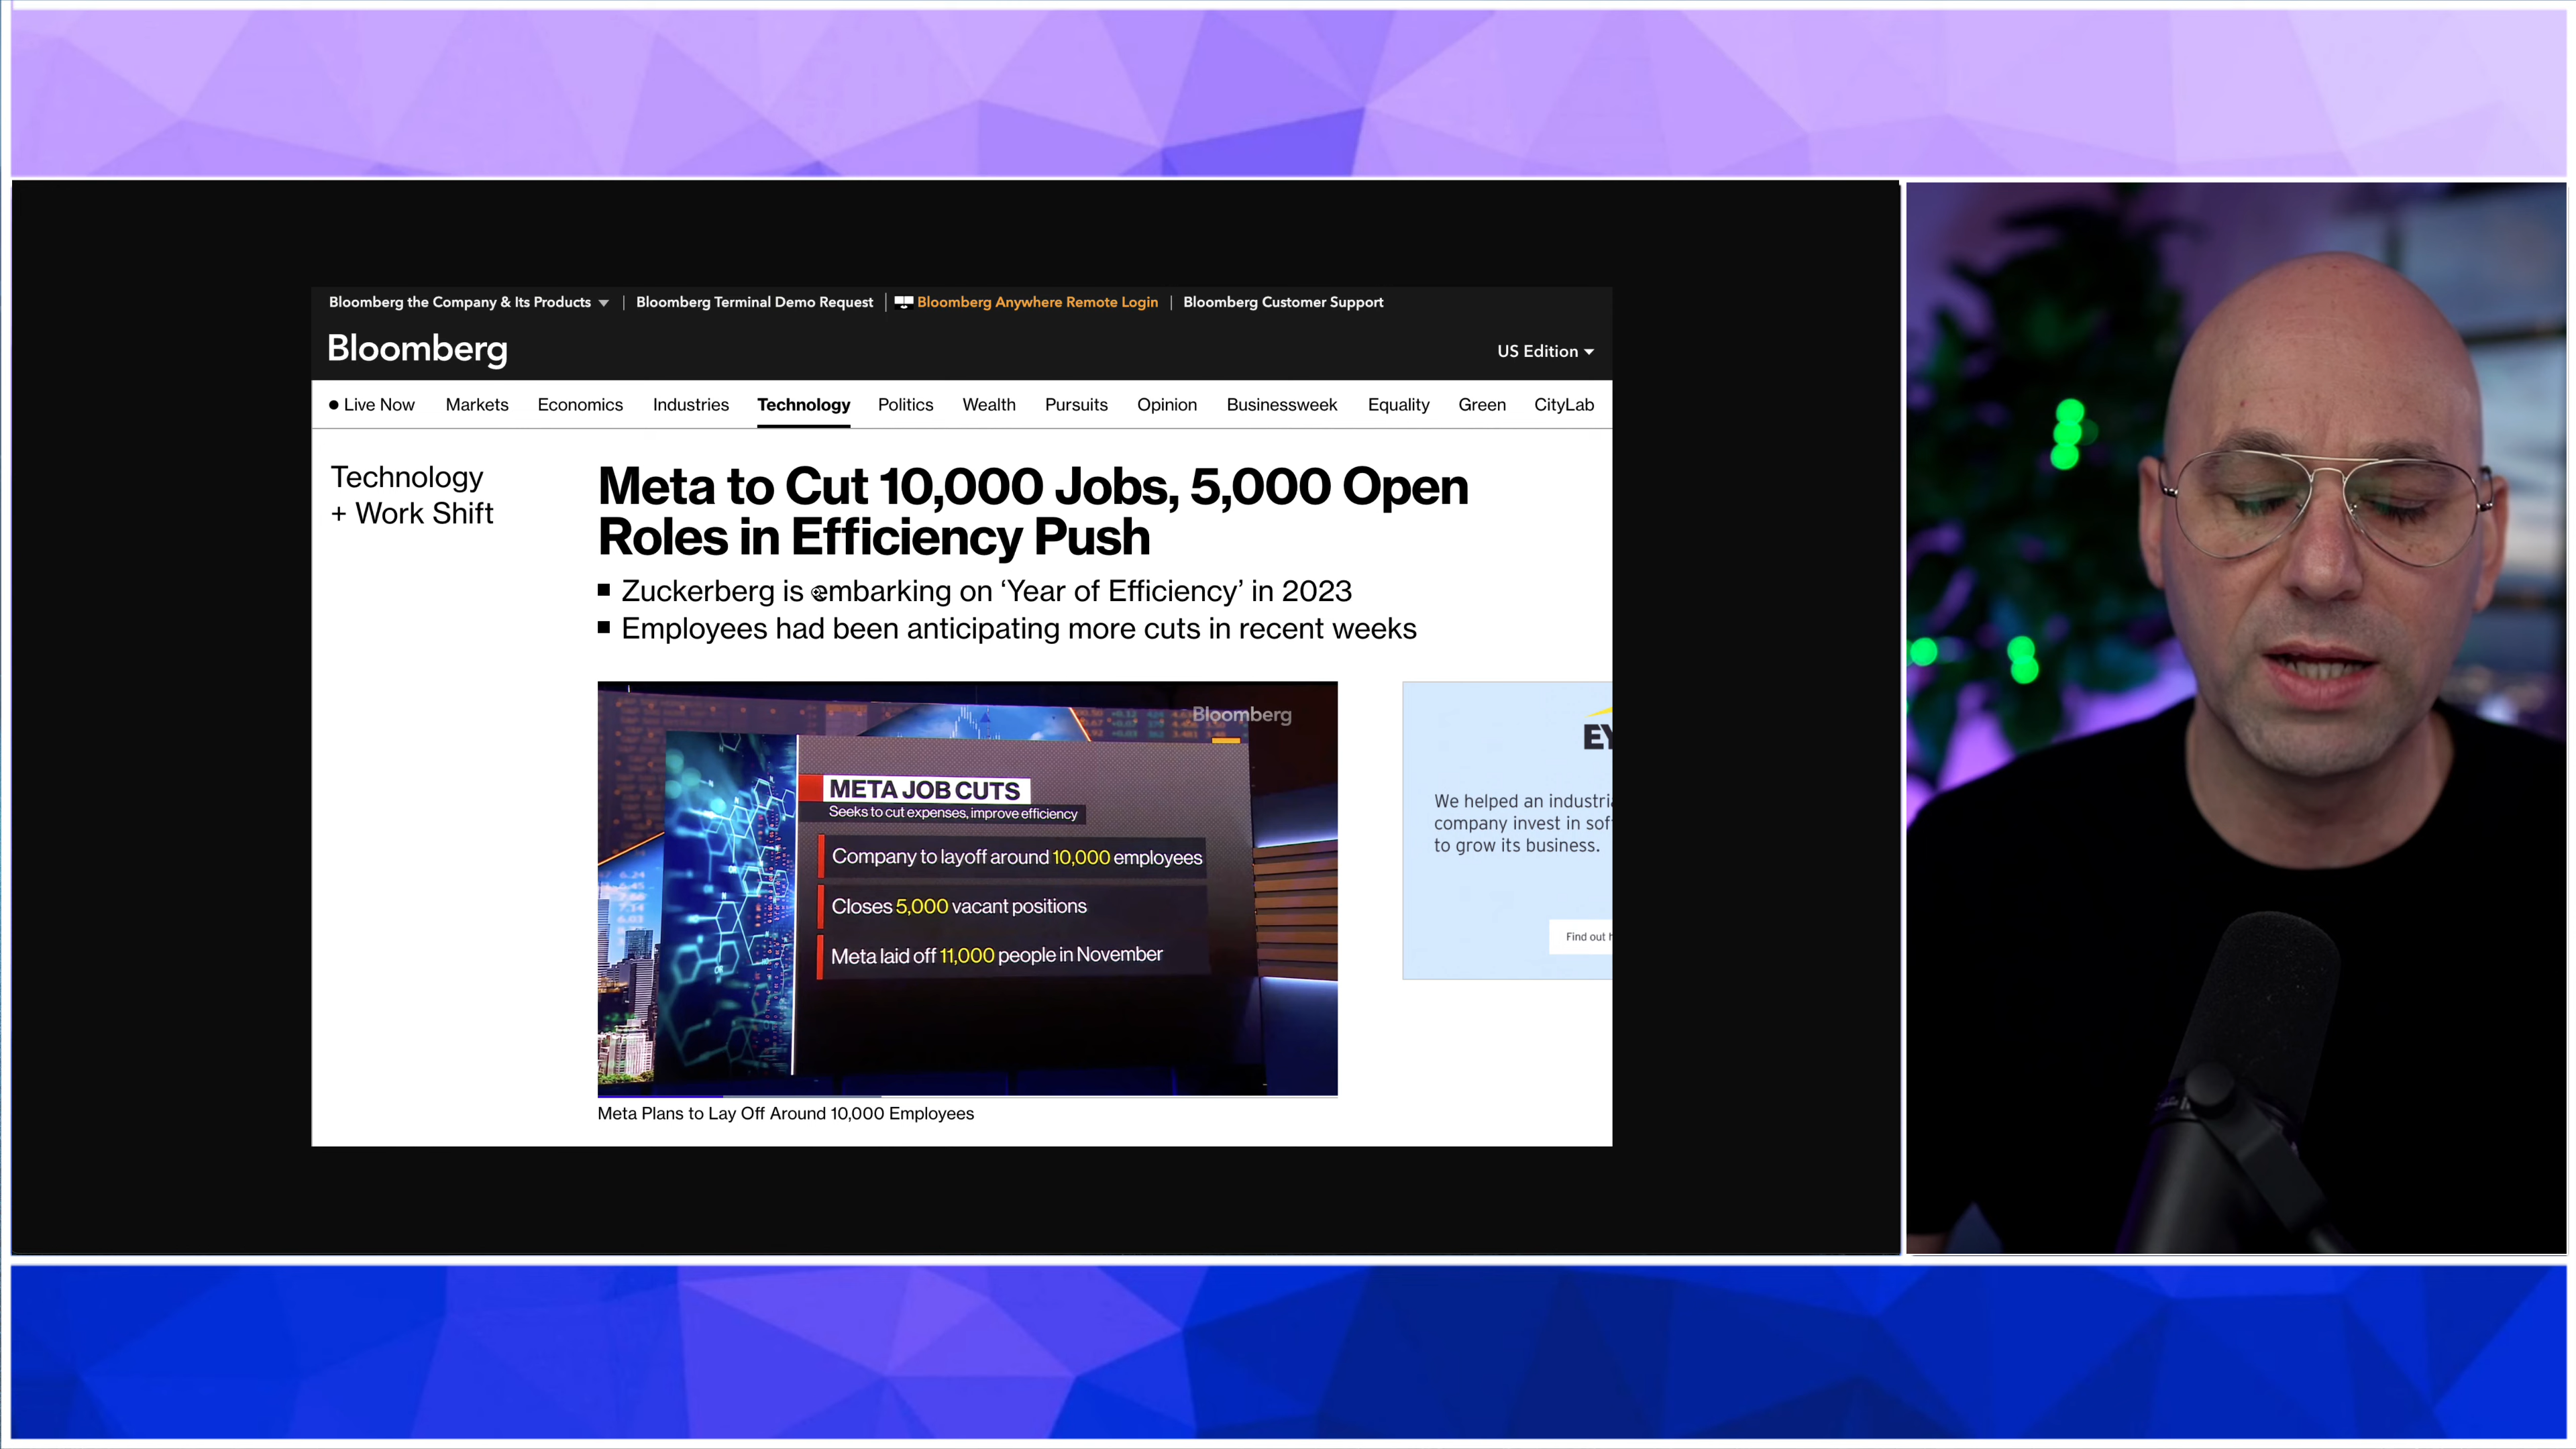 Bloomberg the Company & Its Products
Bloomberg Terminal Demo Request
Bloomberg Anywhere Remote Login
Bloomberg Customer Support
Bloomberg
US Edition
Live Now Markets Economics Industries Technology Politics Wealth Pursuits Opinion Businessweek Equality Green CityLab
Technology
+ Work Shift
Meta to Cut 10,000 Jobs, 5,000 Open
Roles in Efficiency Push
Zuckerberg is embarking on ‘Year of Efficiency’ in 2023
Employees had been anticipating more cuts in recent weeks
Bloomberg
META JOB CUTS
Seeks to cut expenses, improve efficiency
Company to layoff around 10,000 employees
Closes 5,000 vacant positions
Meta laid off 11,000 people in November
Meta Plans to Lay Off Around 10,000 Employees
EY
We helped an
company invest in
to grow its business.
Find out